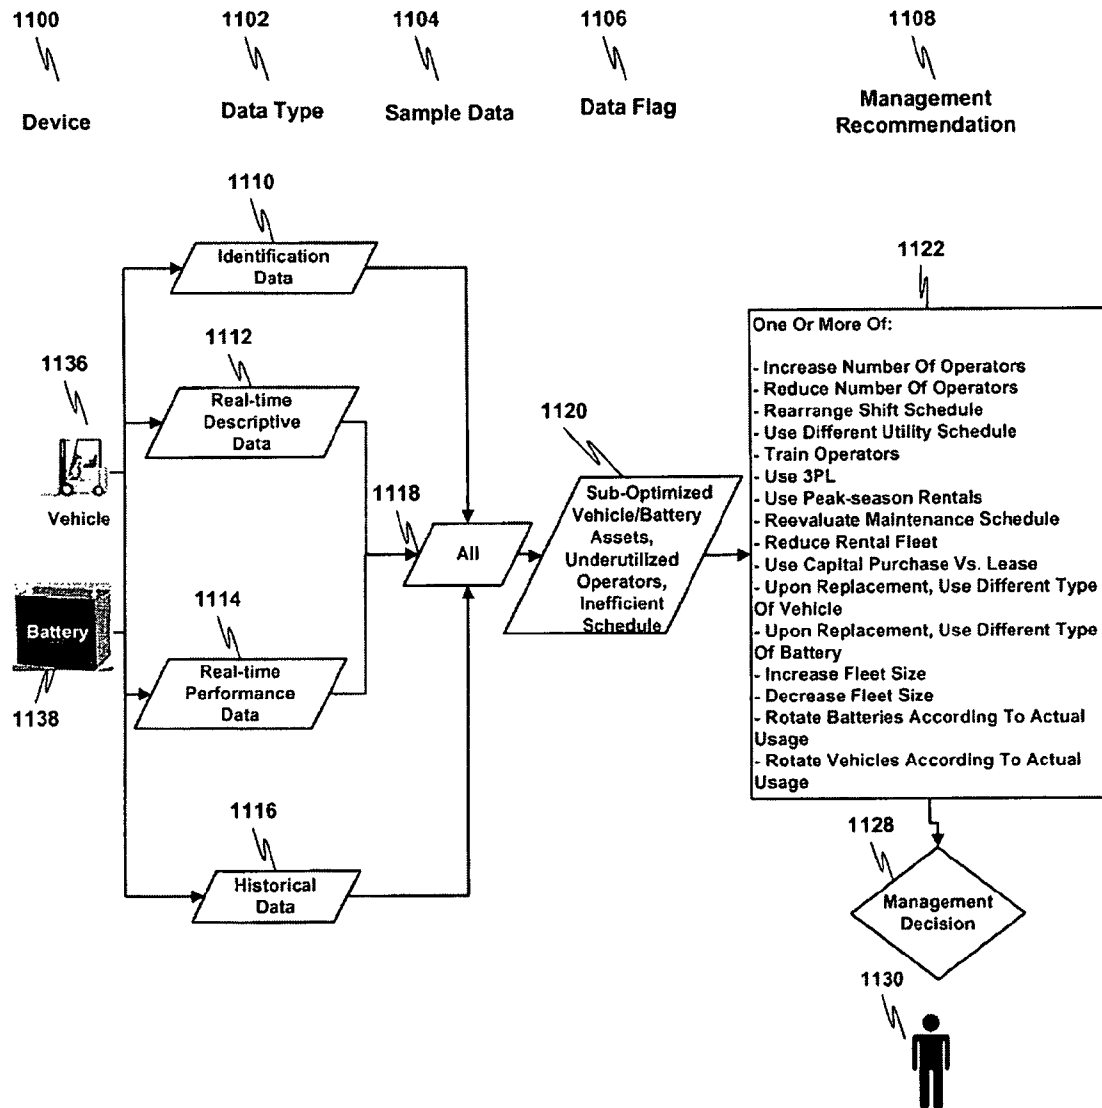 1100
1102
1104
1106
1108
Device
Data Type
Sample Data
Data Flag
Management
Recommendation
1110
Identification
Data
1122
One Or More Of:
- Increase Number Of Operators
- Reduce Number Of Operators
- Rearrange Shift Schedule
- Use Different Utility Schedule
- Train Operators
- Use 3PL
- Use Peak-season Rentals
- Reevaluate Maintenance Schedule
- Reduce Rental Fleet
- Use Capital Purchase Vs. Lease
- Upon Replacement, Use Different Type
Of Vehicle
- Upon Replacement, Use Different Type
Of Battery
- Increase Fleet Size
- Decrease Fleet Size
- Rotate Batteries According To Actual
Usage
- Rotate Vehicles According To Actual
Usage
1112
Real-time
Descriptive
Data
1136
Vehicle
1118
All
1120
Sub-Optimized
Vehicle/Battery
Assets,
Underutilized
Operators,
Inefficient
Schedule
Battery
1138
1114
Real-time
Performance
Data
1116
Historical
Data
1128
Management
Decision
1130